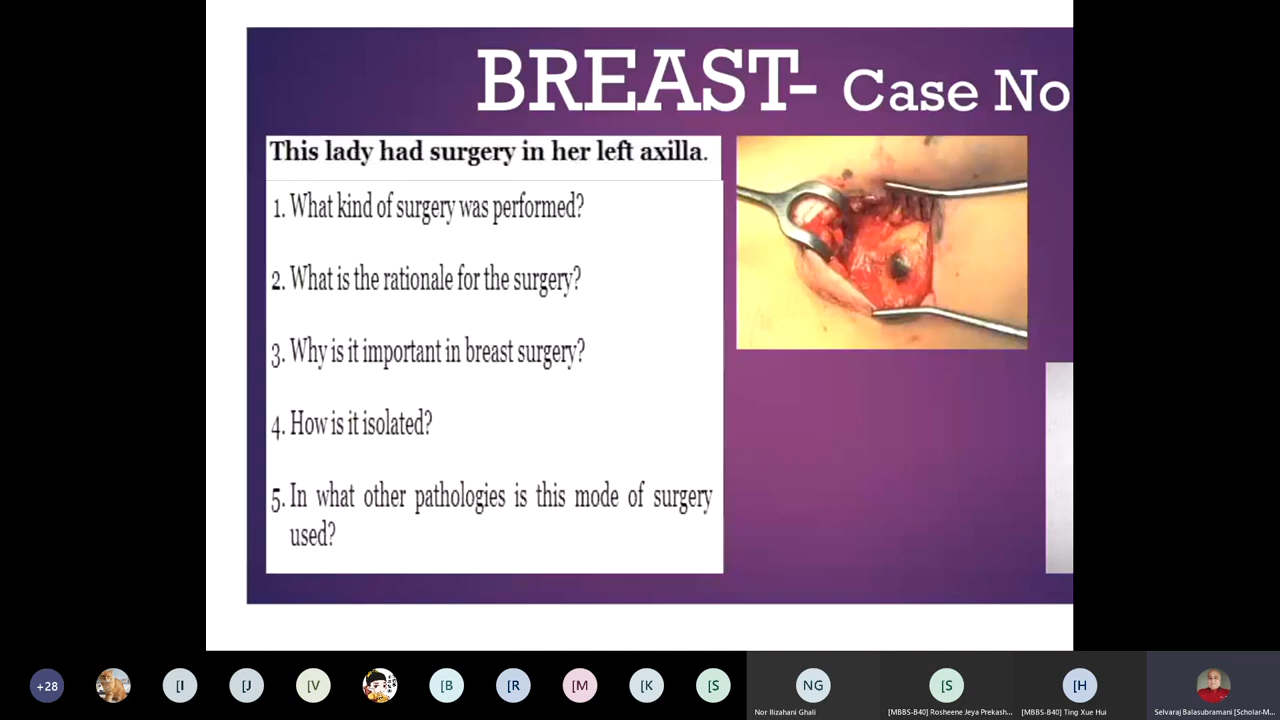 BREAST- Case No
This lady had surgery in her left axilla.
1. What kind of surgery was performed?
2. What is the rationale for the surgery?
3. Why is it important in breast surgery?
4. How is it isolated?
5. In what other pathologies is this mode of surgery
used?
+28
[I
[J
[V
[B
[R
[M
[K
[S
NG
[S
[H
Nor Ilizahani Ghali
[MBBS-B40] Rosheene Jeya Prekash...
[MBBS-B40] Ting Xue Hui
Selvaraj Balasubramani [Scholar-M...